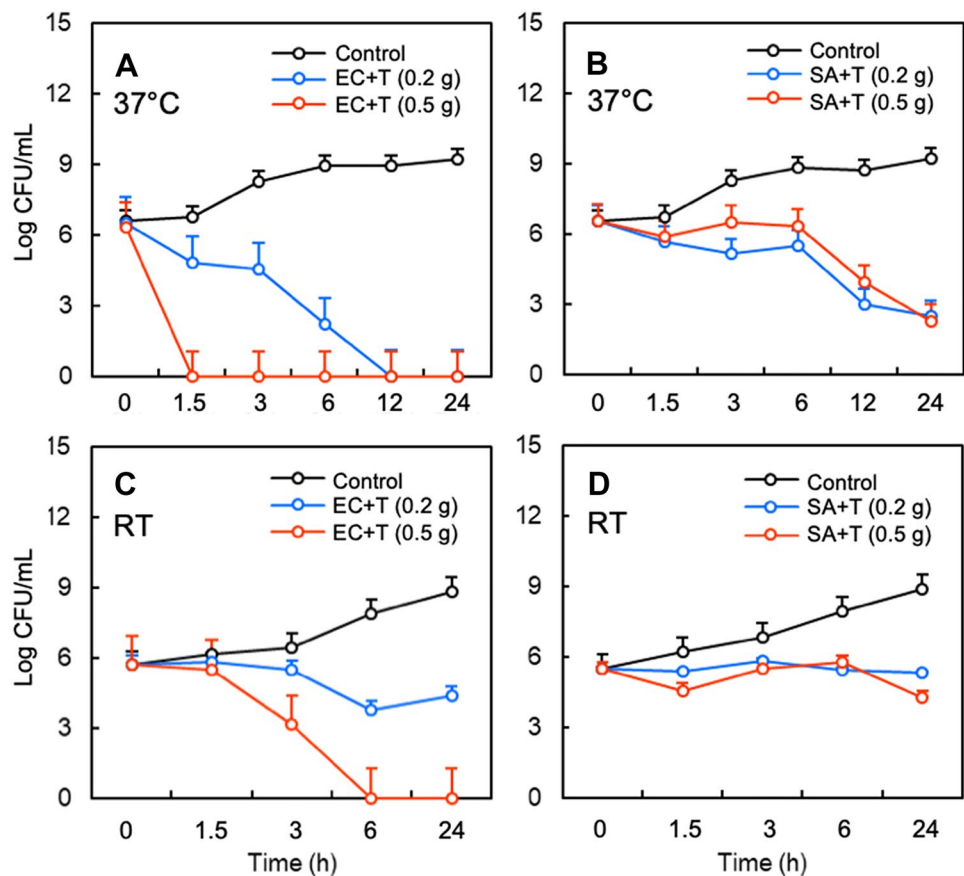 A
37°C
Control
EC+T (0.2 g)
EC+T (0.5 g)
Log CFU/mL
15
12
9
6
3
0
0 1.5 3 6 12 24
B
37°C
Control
SA+T (0.2 g)
SA+T (0.5 g)
15
12
9
6
3
0
0 1.5 3 6 12 24
C
RT
Control
EC+T (0.2 g)
EC+T (0.5 g)
Log CFU/mL
15
12
9
6
3
0
0 1.5 3 6 24
Time (h)
D
RT
Control
SA+T (0.2 g)
SA+T (0.5 g)
15
12
9
6
3
0
0 1.5 3 6 24
Time (h)